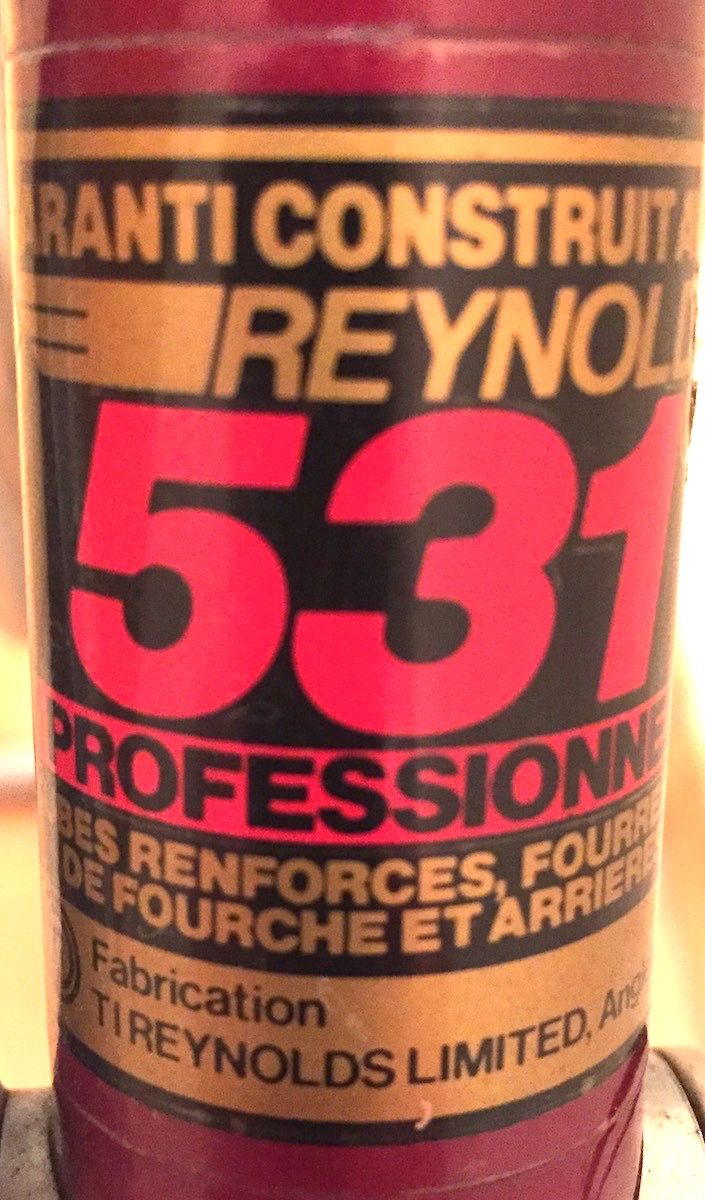 ARANTI CONSTRUIT A
REYNOLD
531
PROFESSIONNE
BES RENFORCES, FOURRE
DE FOURCHE ET ARRIERE
Fabrication
TI REYNOLDS LIMITED, Ang